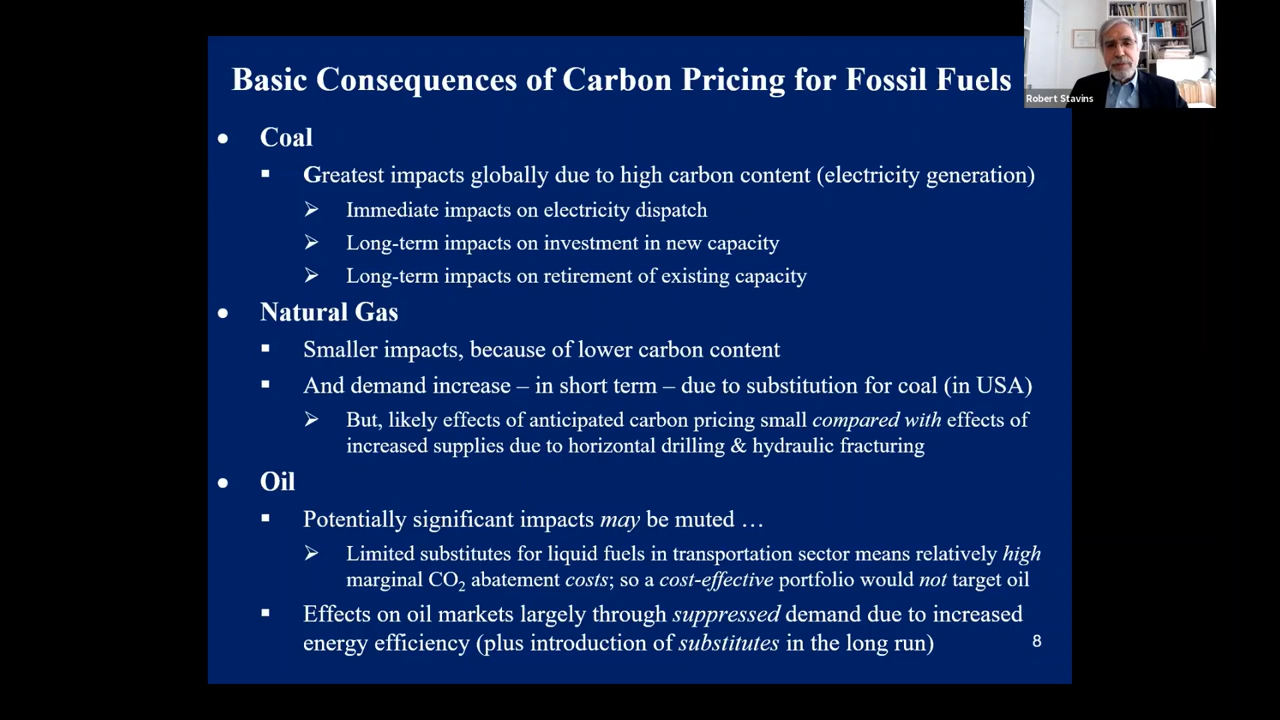 Basic Consequences of Carbon Pricing for Fossil Fuels
Robert Stavins
• Coal
▪ Greatest impacts globally due to high carbon content (electricity generation)
➢ Immediate impacts on electricity dispatch
➢ Long-term impacts on investment in new capacity
➢ Long-term impacts on retirement of existing capacity
• Natural Gas
▪ Smaller impacts, because of lower carbon content
▪ And demand increase – in short term – due to substitution for coal (in USA)
➢ But, likely effects of anticipated carbon pricing small compared with effects of
increased supplies due to horizontal drilling & hydraulic fracturing
• Oil
▪ Potentially significant impacts may be muted …
➢ Limited substitutes for liquid fuels in transportation sector means relatively high
marginal CO₂ abatement costs; so a cost-effective portfolio would not target oil
▪ Effects on oil markets largely through suppressed demand due to increased
energy efficiency (plus introduction of substitutes in the long run)
8